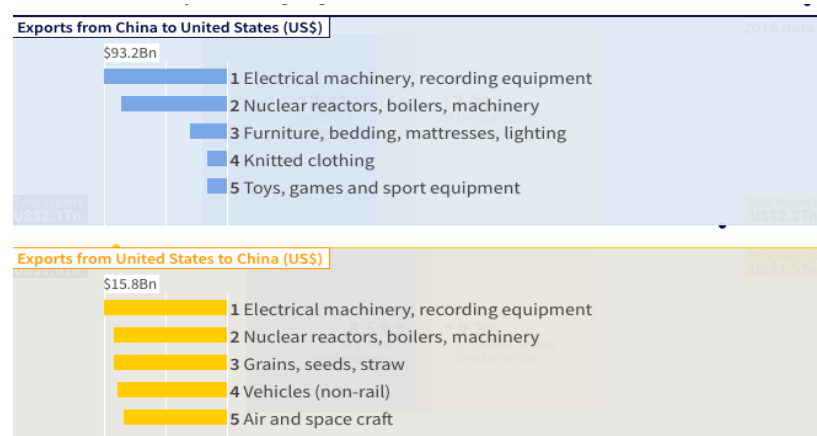 Exports from China to United States (US$)
2016 data
$93.2Bn
1 Electrical machinery, recording equipment
2 Nuclear reactors, boilers, machinery
3 Furniture, bedding, mattresses, lighting
4 Knitted clothing
5 Toys, games and sport equipment
Total exports
US$2.1Tn
Total exports
US$2.2Tn
Exports from United States to China (US$)
Total exports
US$1.5Tn
$15.8Bn
1 Electrical machinery, recording equipment
2 Nuclear reactors, boilers, machinery
3 Grains, seeds, straw
total exports
4 Vehicles (non-rail)
5 Air and space craft